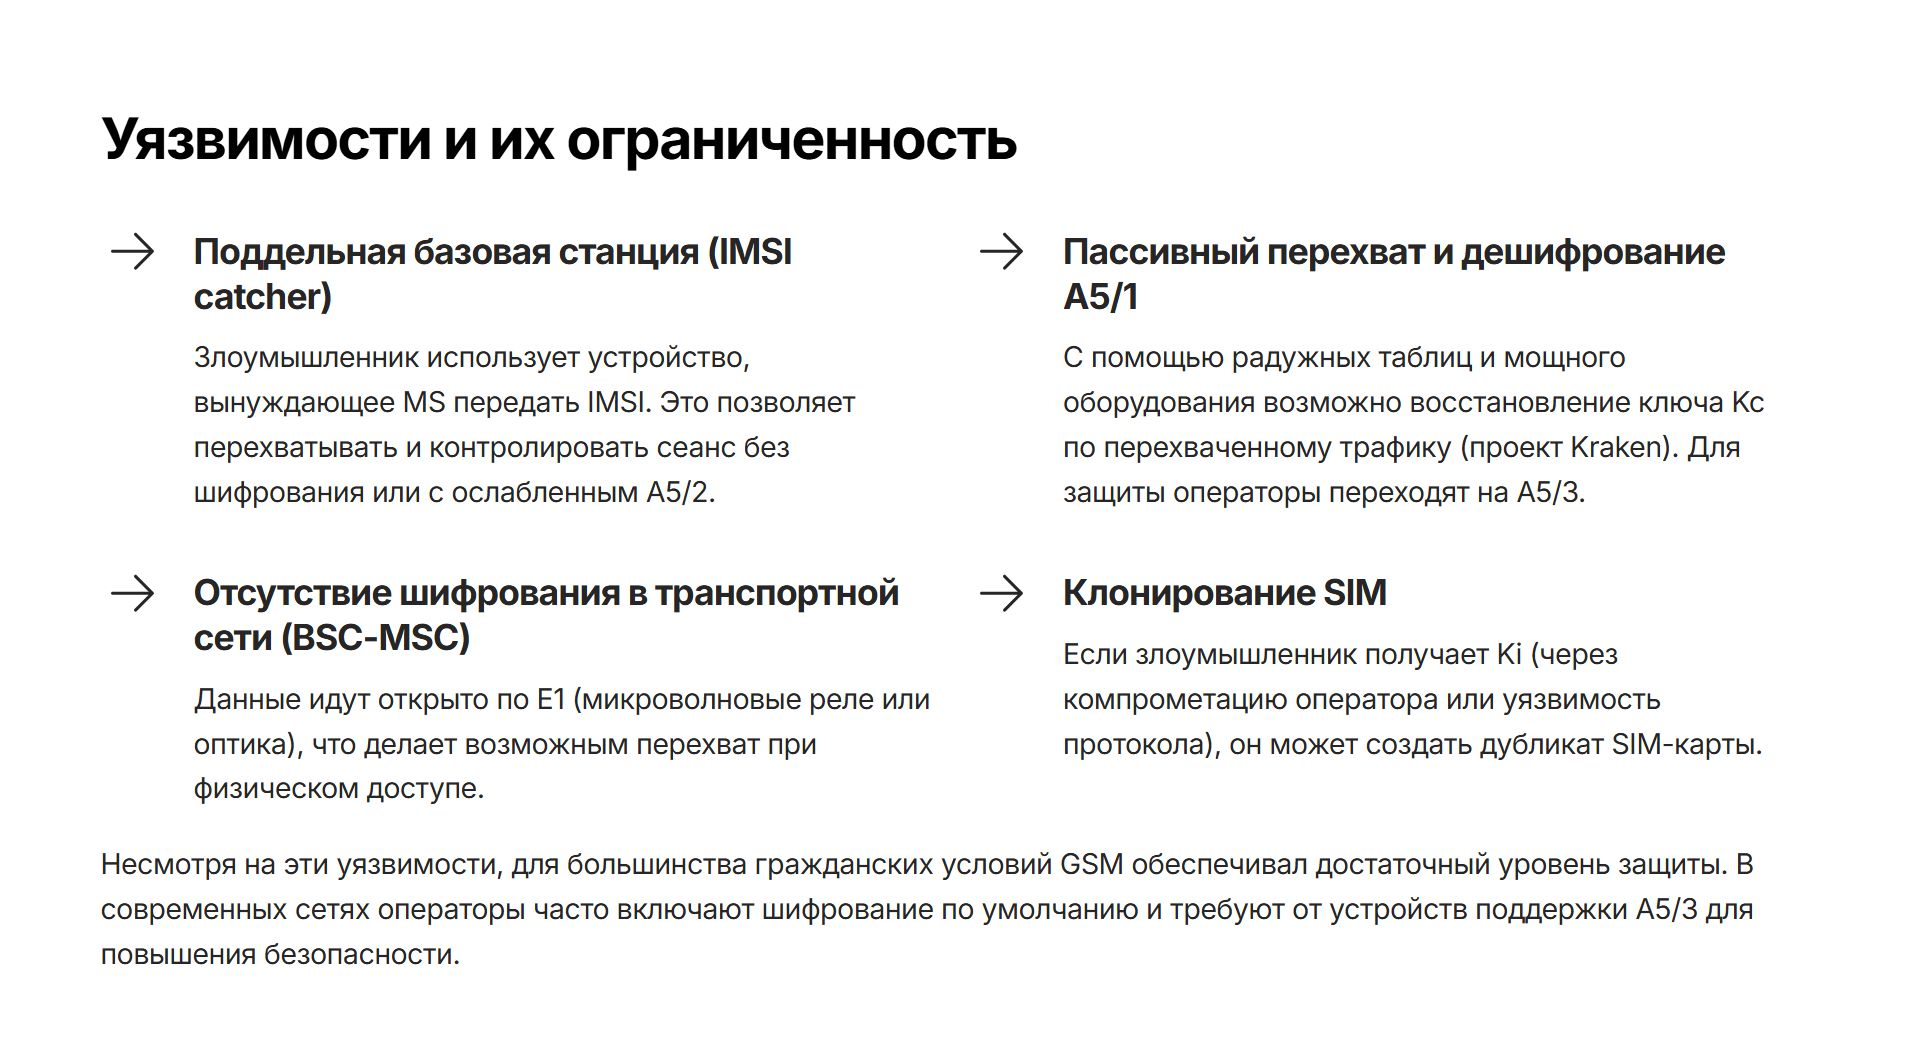 Уязвимости и их ограниченность
Поддельная базовая станция (IMSI
catcher)
Злоумышленник использует устройство,
вынуждающее MS передать IMSI. Это позволяет
перехватывать и контролировать сеанс без
шифрования или с ослабленным A5/2.
Пассивный перехват и дешифрование
A5/1
С помощью радужных таблиц и мощного
оборудования возможно восстановление ключа Kc
по перехваченному трафику (проект Kraken). Для
защиты операторы переходят на A5/3.
Отсутствие шифрования в транспортной
сети (BSC-MSC)
Данные идут открыто по E1 (микроволновые реле или
оптика), что делает возможным перехват при
физическом доступе.
Клонирование SIM
Если злоумышленник получает Ki (через
компрометацию оператора или уязвимость
протокола), он может создать дубликат SIM-карты.
Несмотря на эти уязвимости, для большинства гражданских условий GSM обеспечивал достаточный уровень защиты. В
современных сетях операторы часто включают шифрование по умолчанию и требуют от устройств поддержки A5/3 для
повышения безопасности.